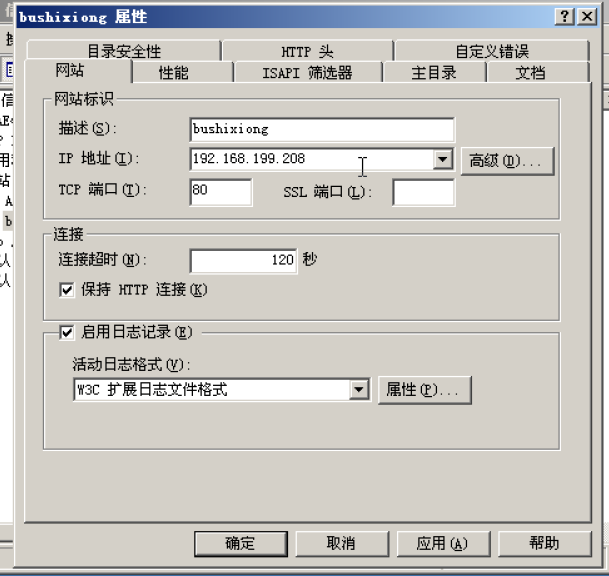 bushixiong 属性
目录安全性 HTTP 头 自定义错误
网站 性能 ISAPI 筛选器 主目录 文档
网站标识
描述(S): bushixiong
IP 地址(I): 192.168.199.208 高级(D)...
TCP 端口(T): 80 SSL 端口(L):
连接
连接超时(N): 120 秒
保持 HTTP 连接(K)
启用日志记录(E)
活动日志格式(V):
W3C 扩展日志文件格式 属性(P)...
确定 取消 应用(A) 帮助